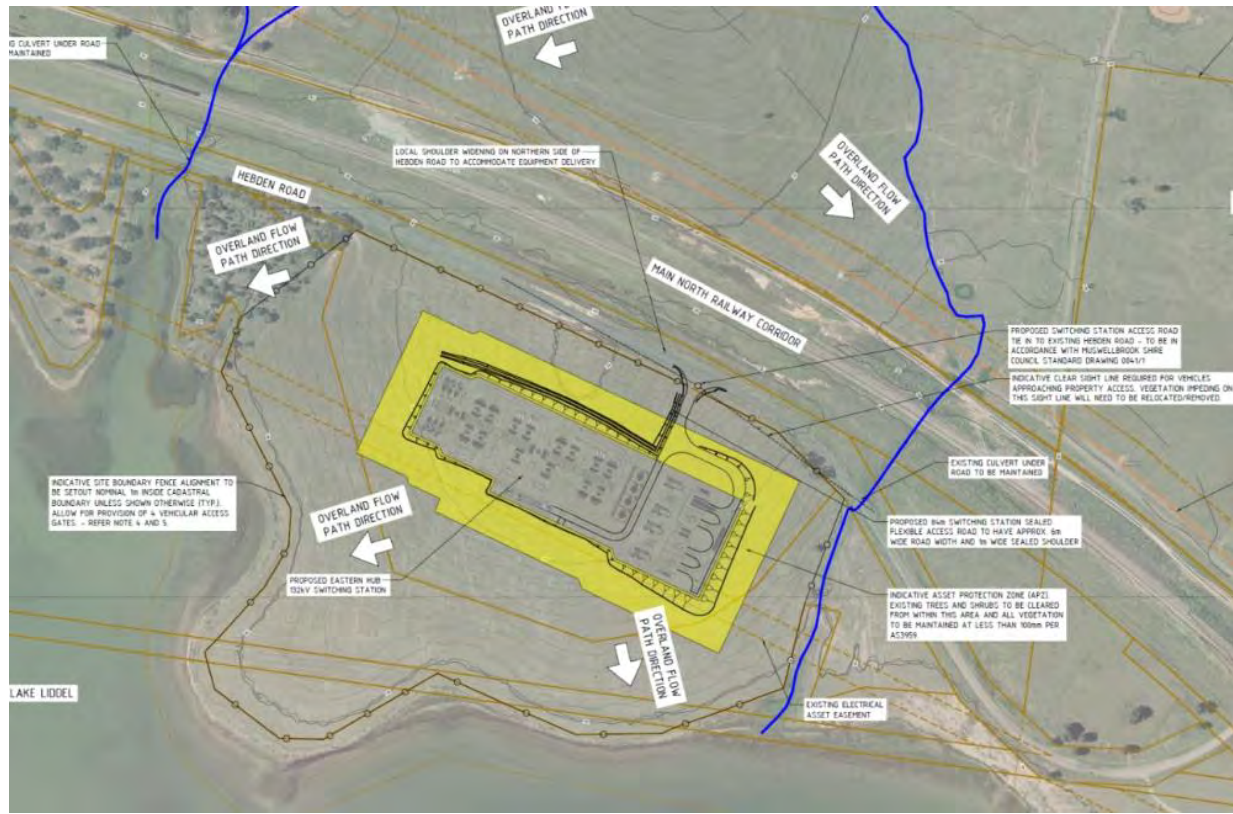 OVERLAND FL
PATH DIRECTION
G CULVERT UNDER ROAD
MAINTAINED
LOCAL SHOULDER WIDENING ON NORTHERN SIDE OF
HEBDEN ROAD TO ACCOMMODATE EQUIPMENT DELIVERY
HEBDEN ROAD
OVERLAND FLOW
PATH DIRECTION
OVERLAND FLOW
PATH DIRECTION
MAIN NORTH RAILWAY CORRIDOR
PROPOSED SWITCHING STATION ACCESS ROAD
TIE IN TO EXISTING HEBDEN ROAD - TO BE IN
ACCORDANCE WITH MUSWELLBROOK SHIRE
COUNCIL STANDARD DRAWING 0041/1
INDICATIVE CLEAR SIGHT LINE REQUIRED FOR VEHICLES
APPROACHING PROPERTY ACCESS. VEGETATION IMPEDING ON
THIS SIGHT LINE WILL NEED TO BE RELOCATED/REMOVED.
EXISTING CULVERT UNDER
ROAD TO BE MAINTAINED
INDICATIVE SITE BOUNDARY FENCE ALIGNMENT TO
BE SETOUT NOMINAL 1m INSIDE CADASTRAL
BOUNDARY UNLESS SHOWN OTHERWISE (TYP.).
ALLOW FOR PROVISION OF 4 VEHICULAR ACCESS
GATES. - REFER NOTE 4 AND 5.
OVERLAND FLOW
PATH DIRECTION
PROPOSED 84m SWITCHING STATION SEALED
FLEXIBLE ACCESS ROAD TO HAVE APPROX. 6m
WIDE ROAD WIDTH AND 1m WIDE SEALED SHOULDER
PROPOSED EASTERN HUB
132kV SWITCHING STATION
INDICATIVE ASSET PROTECTION ZONE (APZ).
EXISTING TREES AND SHRUBS TO BE CLEARED
FROM WITHIN THIS AREA AND ALL VEGETATION
TO BE MAINTAINED AT LESS THAN 100mm PER
AS3959.
OVERLAND FLOW
PATH DIRECTION
LAKE LIDDEL
EXISTING ELECTRICAL
ASSET EASEMENT